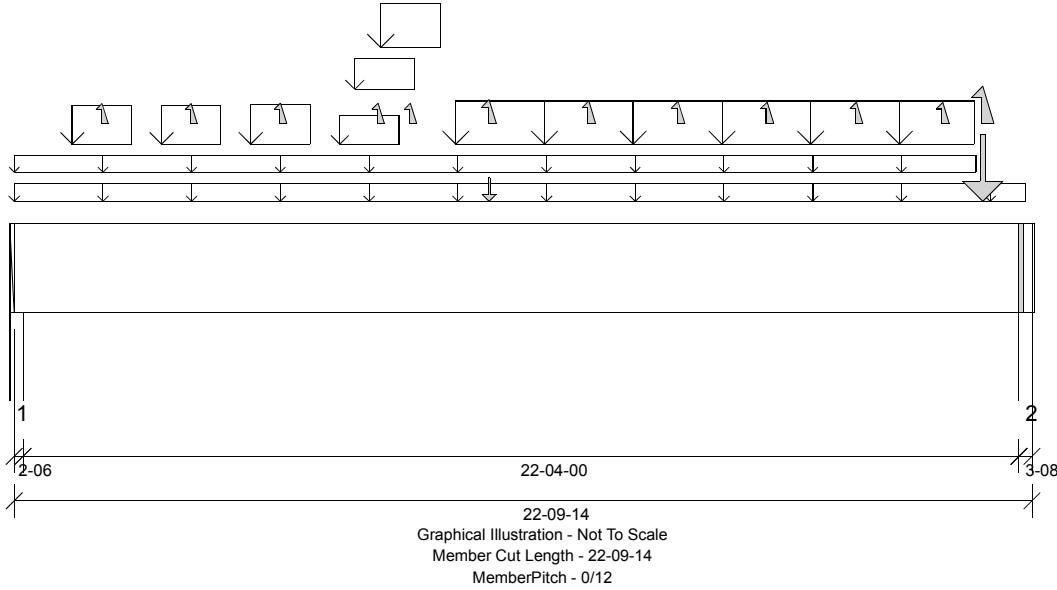 1 2
2-06 22-04-00 3-08
22-09-14
Graphical Illustration - Not To Scale
Member Cut Length - 22-09-14
MemberPitch - 0/12